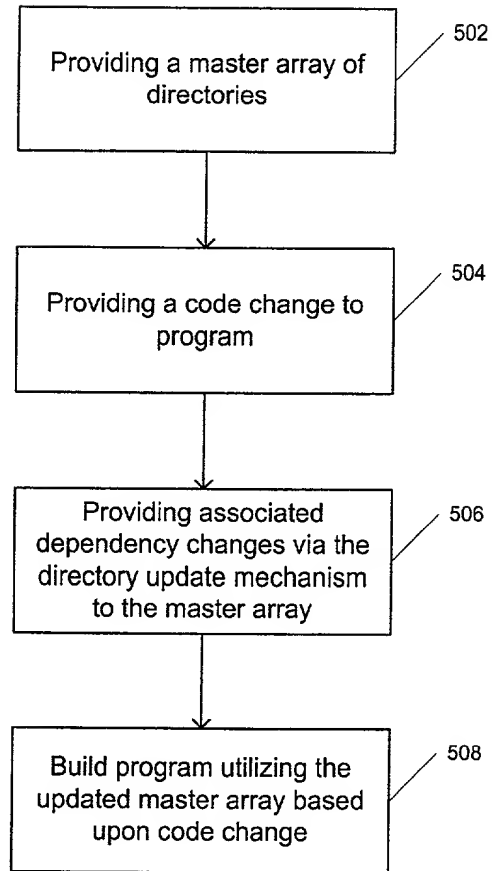 Providing a master array of
directories
502
Providing a code change to
program
504
Providing associated
dependency changes via the
directory update mechanism
to the master array
506
Build program utilizing the
updated master array based
upon code change
508